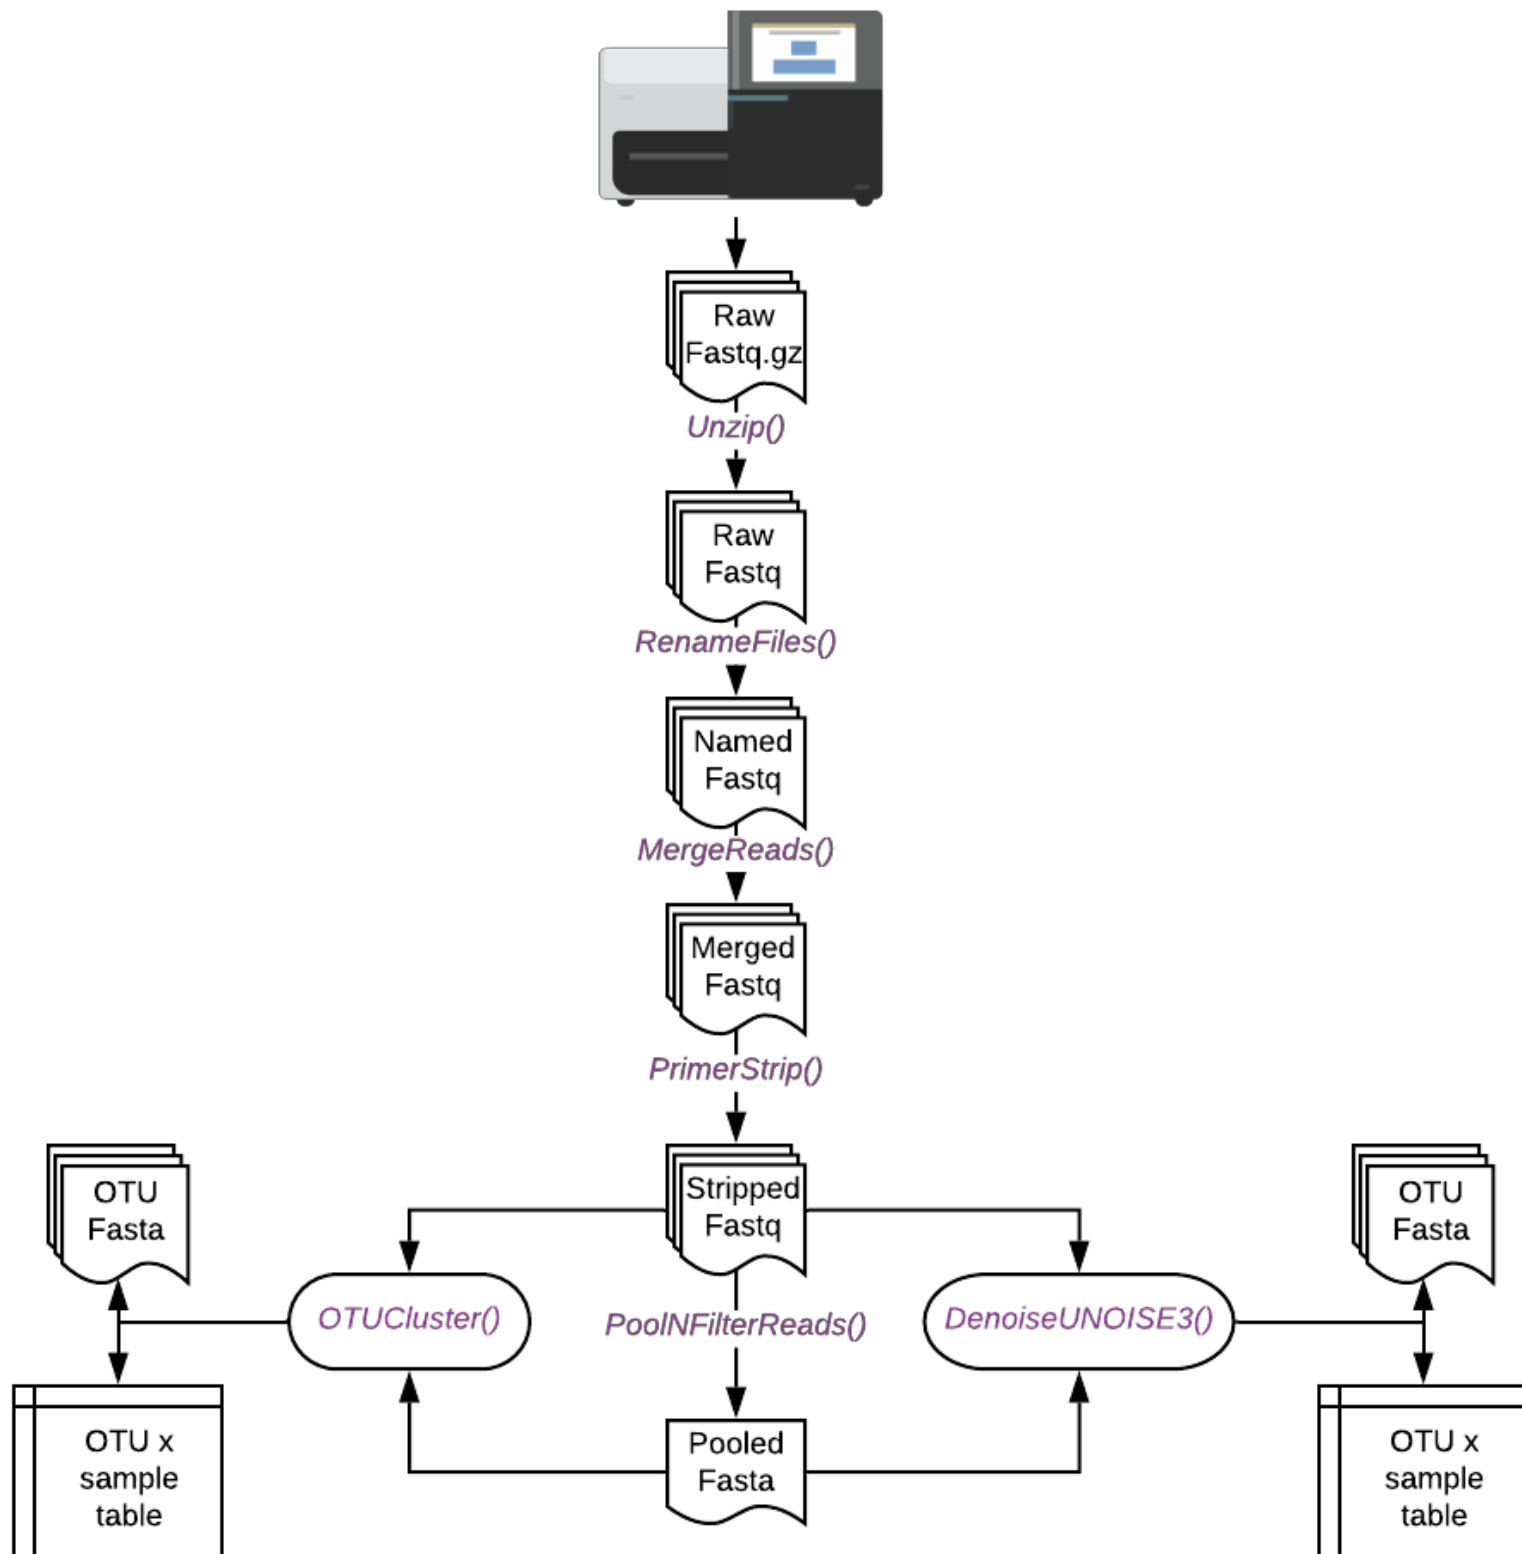 Raw
Fastq.gz
Unzip()
Raw
Fastq
RenameFiles()
Named
Fastq
MergeReads()
Merged
Fastq
PrimerStrip()
OTU
Fasta
Stripped
Fastq
OTU
Fasta
OTUCluster()
PoolNFilterReads()
DenoiseUNOISE3()
OTU x
sample
table
Pooled
Fasta
OTU x
sample
table